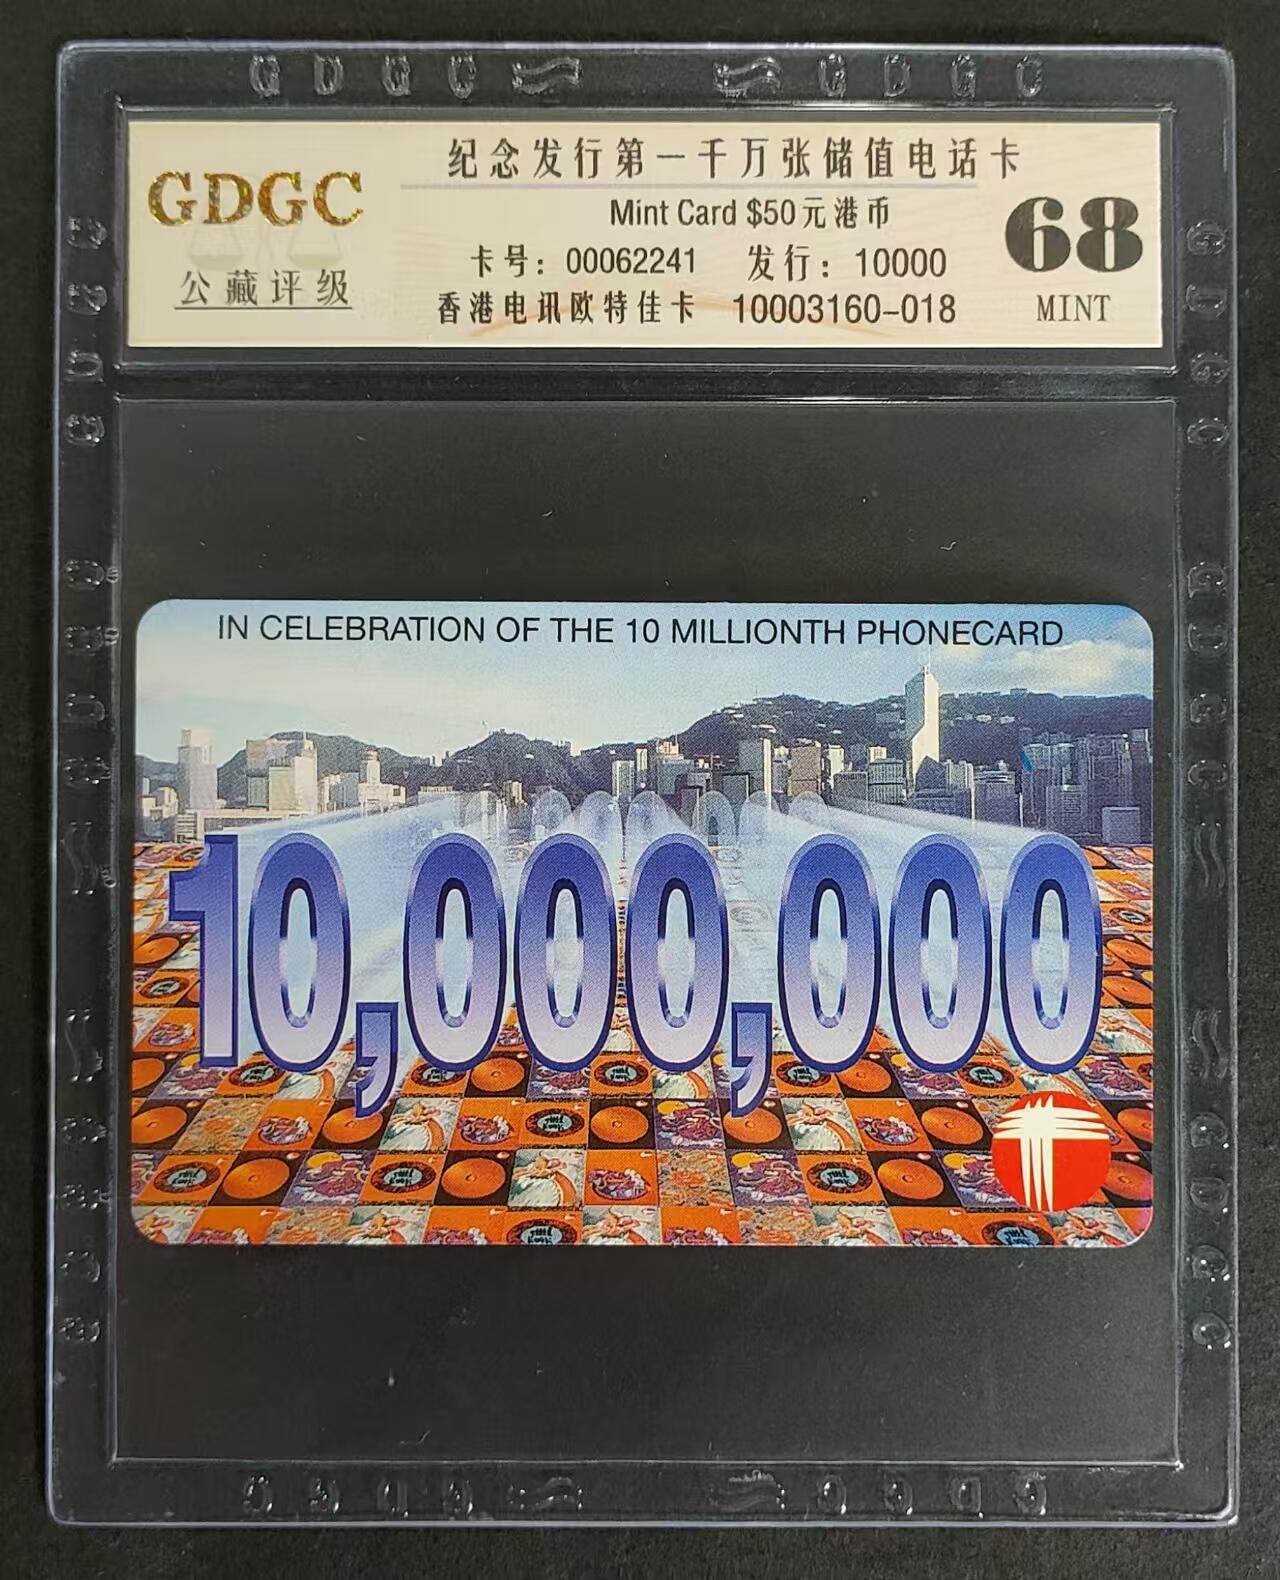 GDGC GDGC
纪念发行第一千万张储值电话卡
GDGC
公藏评级
Mint Card $50元港币
卡号：00062241 发行：10000
香港电讯欧特佳卡 10003160-018
68
MINT
IN CELEBRATION OF THE 10 MILLIONTH PHONECARD
10,000,000